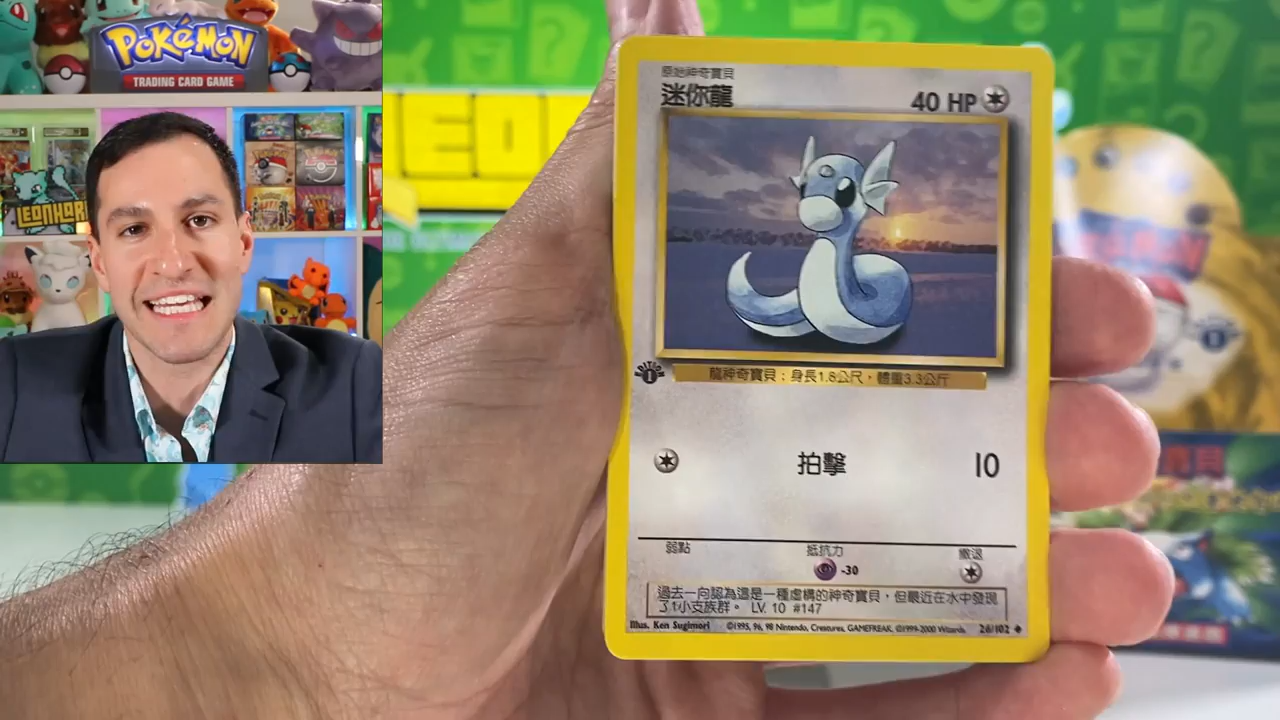 POKéMON
TRADING CARD GAME
LEONHAR
原始神奇寶貝
迷你龍
40 HP
EDITION
1
龍神奇寶貝：身長1.8公尺，體重3.3公斤
拍擊
10
弱點
抵抗力
撤退
-30
過去一向認為這是一種虛構的神奇寶貝，但最近在水中發現
了1小支族群。 LV. 10 #147
Illus. Ken Sugimori
©1995, 96, 98 Nintendo, Creatures, GAMEFREAK. ©1999-2000 Wizards.
26/102